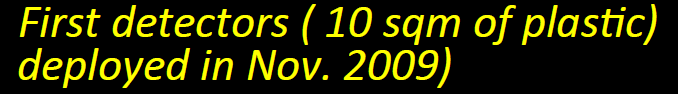 First detectors ( 10 sqm of plastic)
deployed in Nov. 2009)